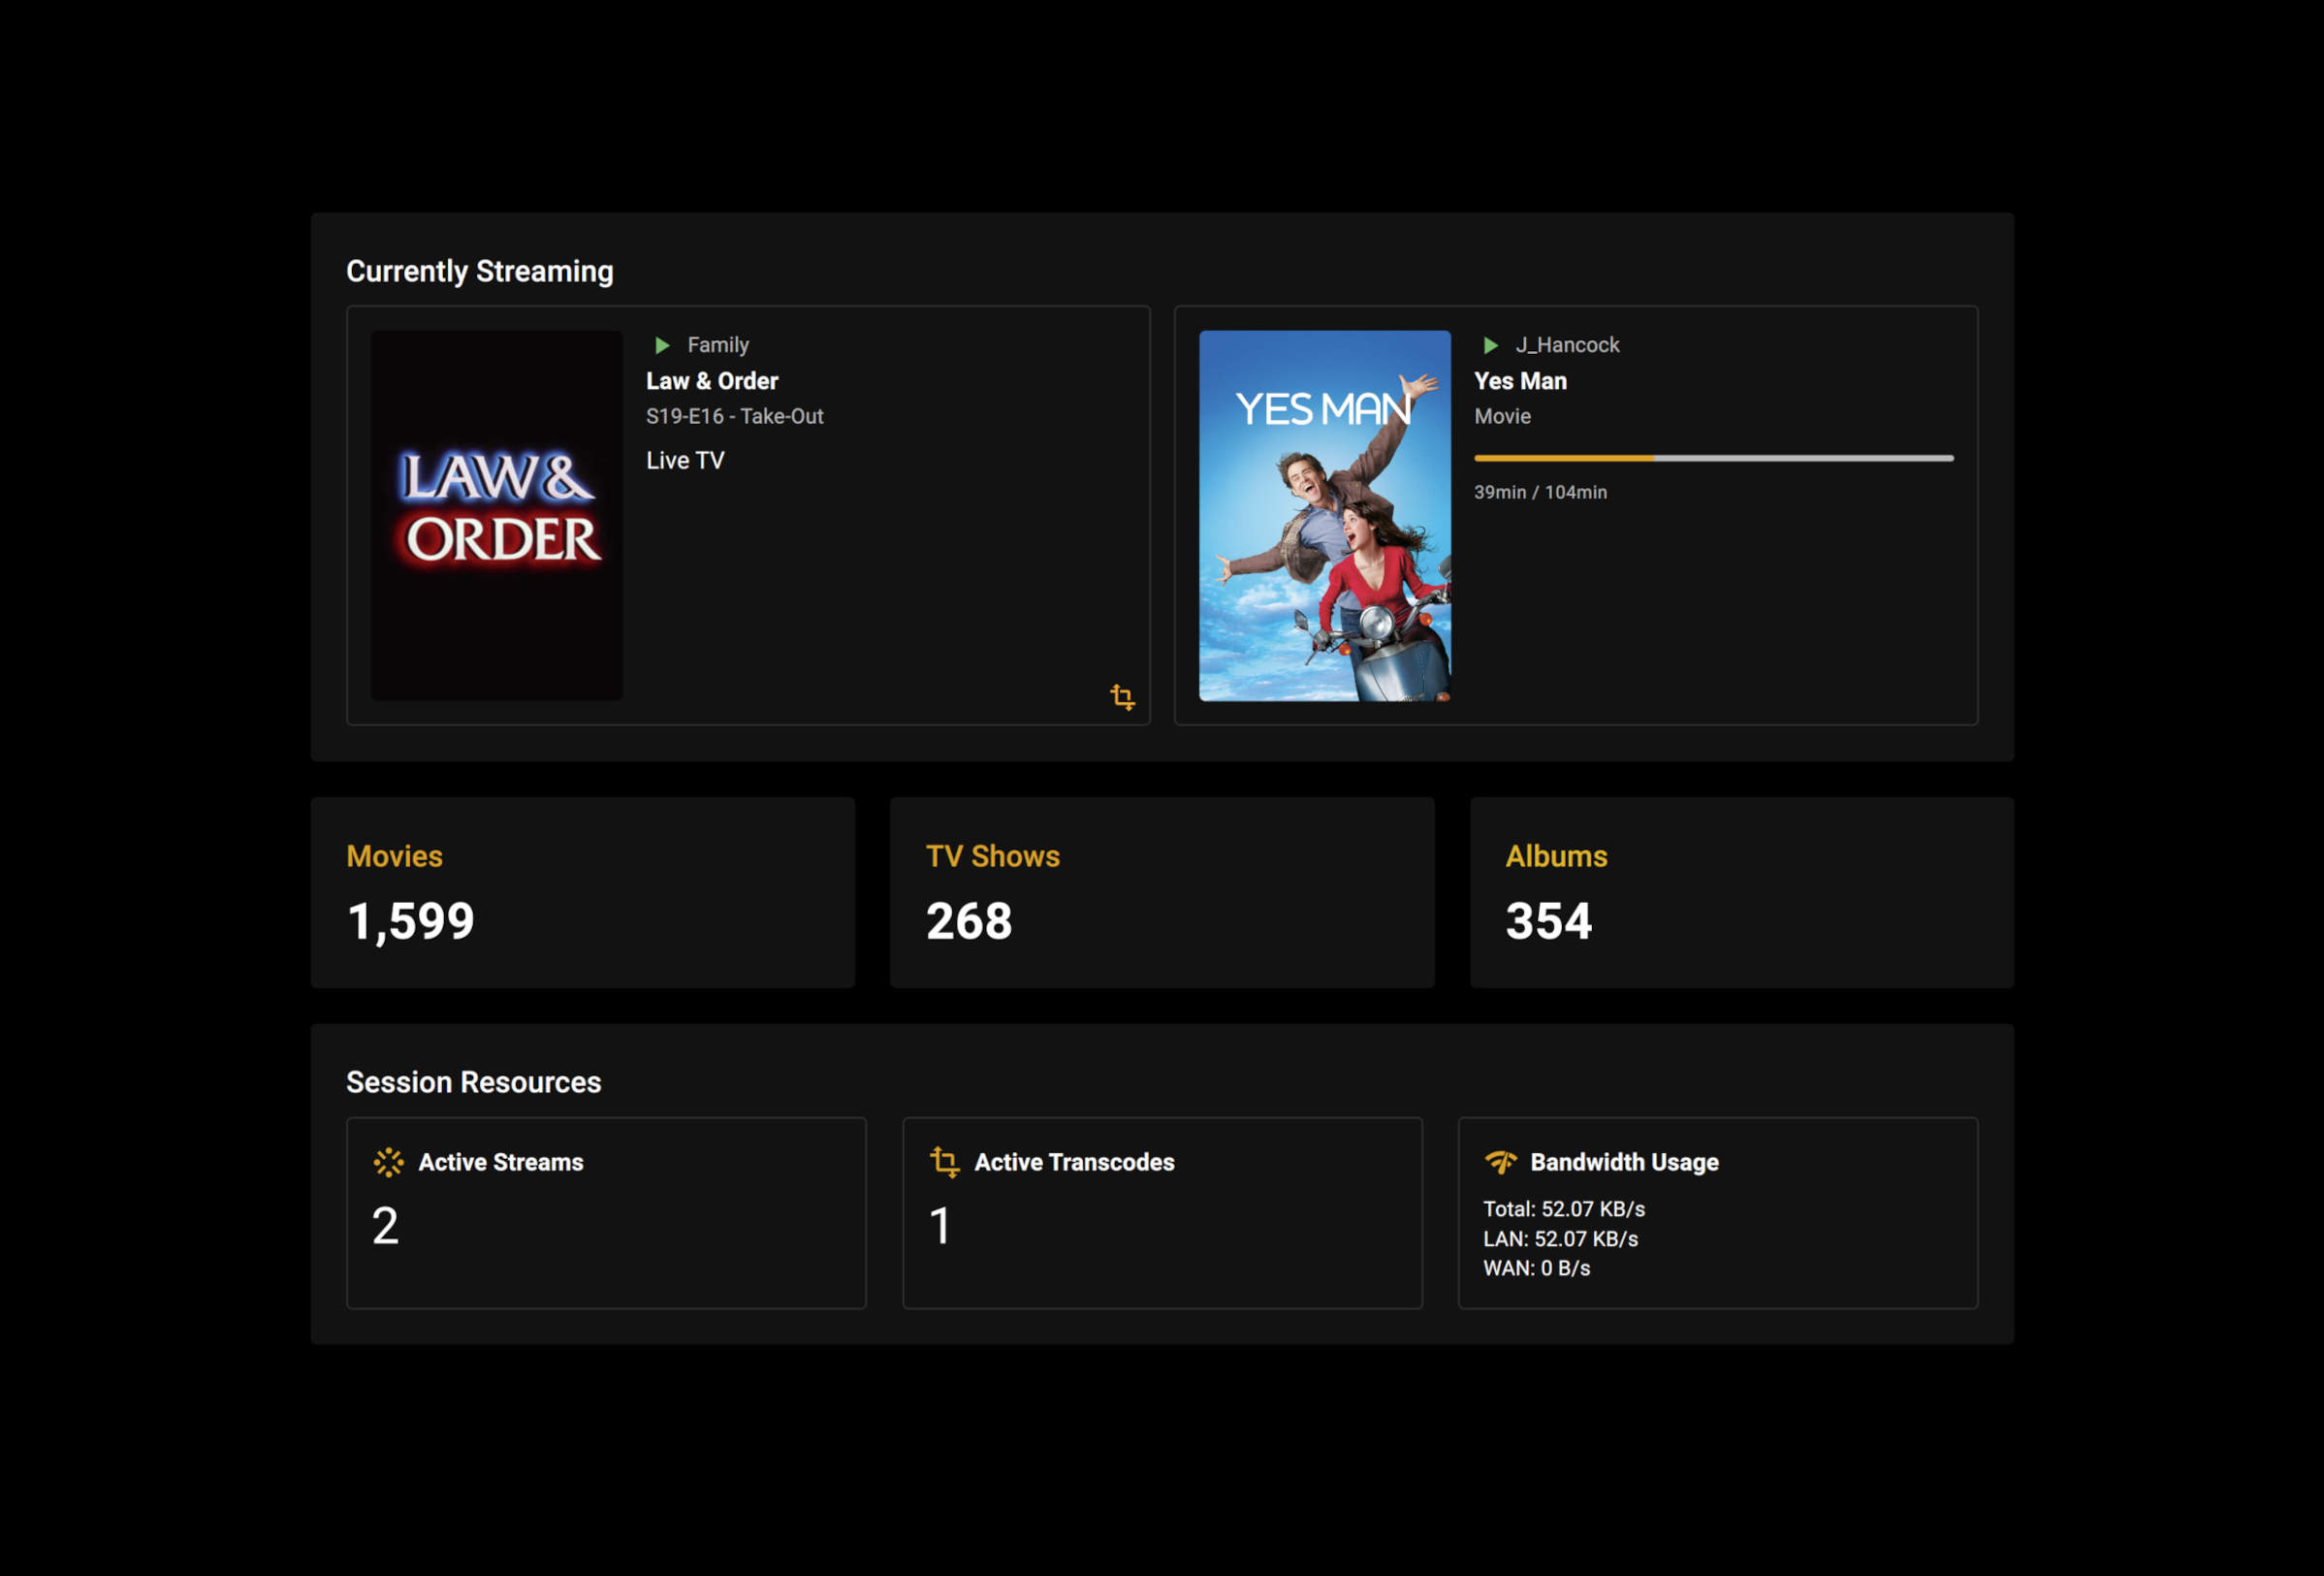 Currently Streaming
LAW &
ORDER
Family
Law & Order
S19-E16 - Take-Out
Live TV
YES MAN
J_Hancock
Yes Man
Movie
39min / 104min
Movies
1,599
TV Shows
268
Albums
354
Session Resources
Active Streams
2
Active Transcodes
1
Bandwidth Usage
Total: 52.07 KB/s
LAN: 52.07 KB/s
WAN: 0 B/s